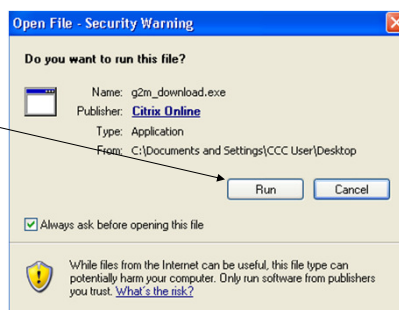 Open File - Security Warning
Do you want to run this file?
Name: g2m_download.exe
Publisher: Citrix Online
Type: Application
From: C:\Documents and Settings\CCC User\Desktop
Run Cancel
Always ask before opening this file
While files from the Internet can be useful, this file type can
potentially harm your computer. Only run software from publishers
you trust. What's the risk?